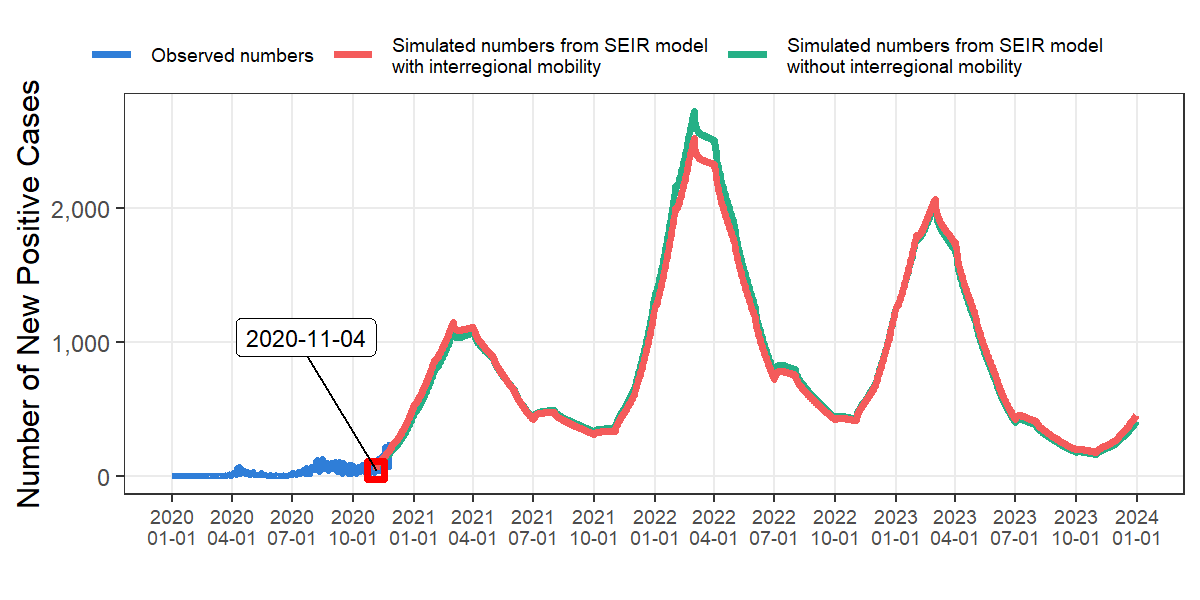 Observed numbers
Simulated numbers from SEIR model
with interregional mobility
Simulated numbers from SEIR model
without interregional mobility
Number of New Positive Cases
2,000
1,000
0
2020-11-04
2020 2020 2020 2020 2021 2021 2021 2021 2022 2022 2022 2022 2023 2023 2023 2023 2024
01-01 04-01 07-01 10-01 01-01 04-01 07-01 10-01 01-01 04-01 07-01 10-01 01-01 04-01 07-01 10-01 01-01